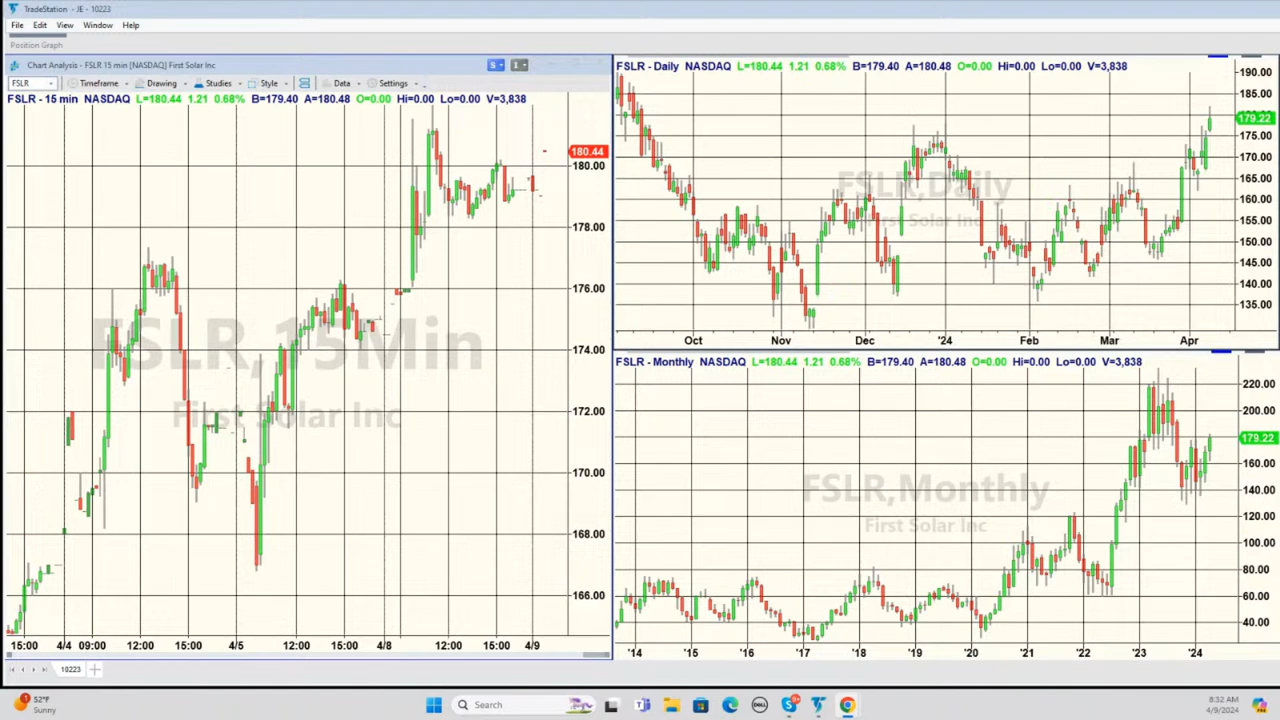 TradeStation - JE - 10223
File Edit View Window Help
Position Graph
Chart Analysis - FSLR 15 min [NASDAQ] First Solar Inc
S I
FSLR Timeframe Drawing Studies Style Data Settings
FSLR - 15 min NASDAQ L=180.44 1.21 0.68% B=179.40 A=180.48 O=0.00 Hi=0.00 Lo=0.00 V=3,838
FSLR,15Min
First Solar Inc
180.44
180.00
178.00
176.00
174.00
172.00
170.00
168.00
166.00
15:00 4/4 09:00 12:00 15:00 4/5 12:00 15:00 4/8 12:00 15:00 4/9
FSLR - Daily NASDAQ L=180.44 1.21 0.68% B=179.40 A=180.48 O=0.00 Hi=0.00 Lo=0.00 V=3,838
FSLR,Daily
First Solar Inc
190.00
185.00
179.22
175.00
170.00
165.00
160.00
155.00
150.00
145.00
140.00
135.00
Oct Nov Dec '24 Feb Mar Apr
FSLR - Monthly NASDAQ L=180.44 1.21 0.68% B=179.40 A=180.48 O=0.00 Hi=0.00 Lo=0.00 V=3,838
FSLR,Monthly
First Solar Inc
220.00
200.00
179.22
160.00
140.00
120.00
100.00
80.00
60.00
40.00
'14 '15 '16 '17 '18 '19 '20 '21 '22 '23 '24
10223
52°F
Sunny
Search
DELL
8:32 AM
4/9/2024